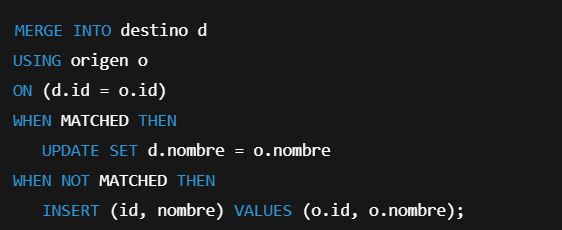 MERGE INTO destino d
USING origen o
ON (d.id = o.id)
WHEN MATCHED THEN
UPDATE SET d.nombre = o.nombre
WHEN NOT MATCHED THEN
INSERT (id, nombre) VALUES (o.id, o.nombre);